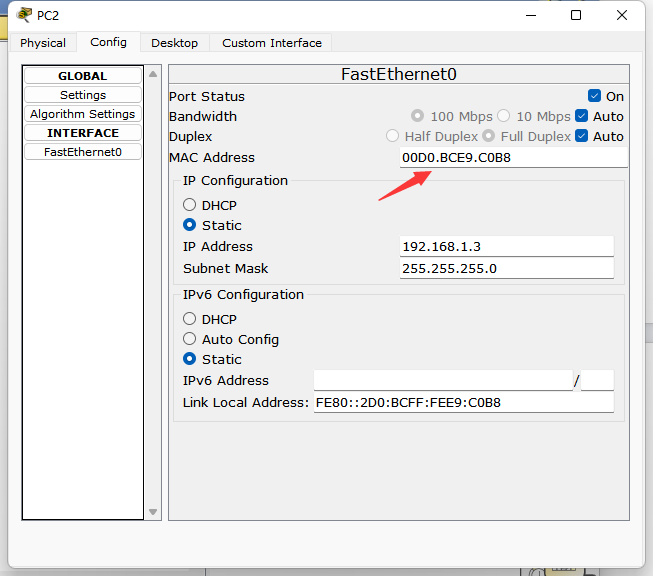 PC2
Physical Config Desktop Custom Interface
GLOBAL
Settings
Algorithm Settings
INTERFACE
FastEthernet0
FastEthernet0
Port Status On
Bandwidth 100 Mbps 10 Mbps Auto
Duplex Half Duplex Full Duplex Auto
MAC Address 00D0.BCE9.C0B8
IP Configuration
DHCP
Static
IP Address 192.168.1.3
Subnet Mask 255.255.255.0
IPv6 Configuration
DHCP
Auto Config
Static
IPv6 Address /
Link Local Address: FE80::2D0:BCFF:FEE9:C0B8